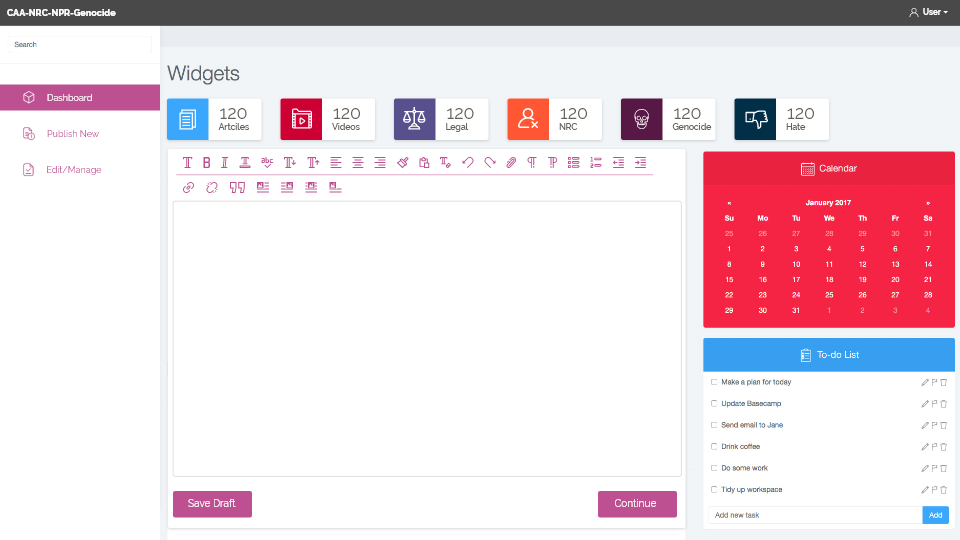 CAA-NRC-NPR-Genocide
User
Search
Dashboard
Publish New
Edit/Manage
Widgets
120
Artciles
120
Videos
120
Legal
120
NRC
120
Genocide
120
Hate
abc
Save Draft
Continue
Calendar
« January 2017 »
Su Mo Tu We Th Fr Sa
25 26 27 28 29 30 31
1 2 3 4 5 6 7
8 9 10 11 12 13 14
15 16 17 18 19 20 21
22 23 24 25 26 27 28
29 30 31 1 2 3 4
To-do List
Make a plan for today
Update Basecamp
Send email to Jane
Drink coffee
Do some work
Tidy up workspace
Add new task
Add